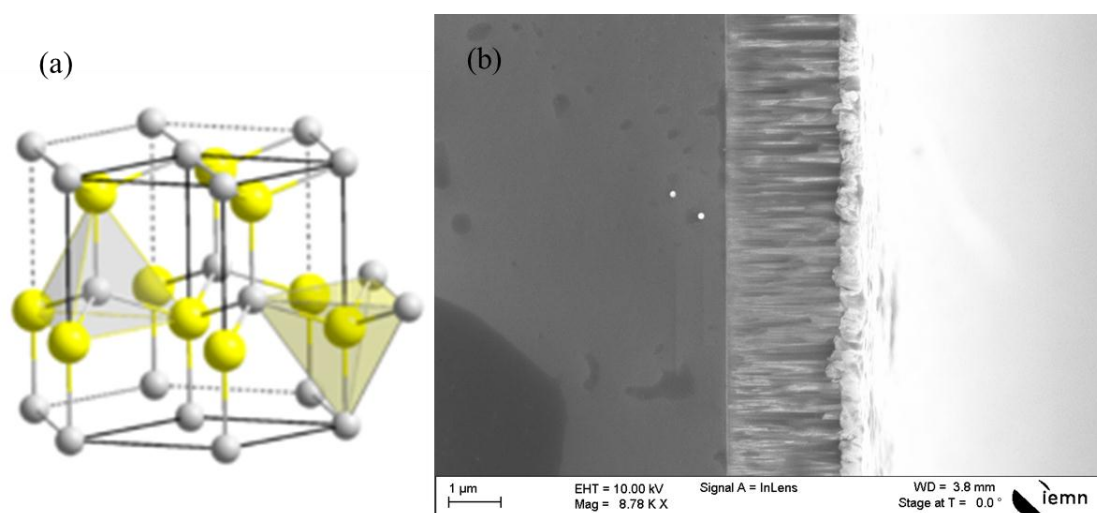 (a)
(b)
1 µm
EHT = 10.00 kV
Mag = 8.78 K X
Signal A = InLens
WD = 3.8 mm
Stage at T = 0.0 °
iemn